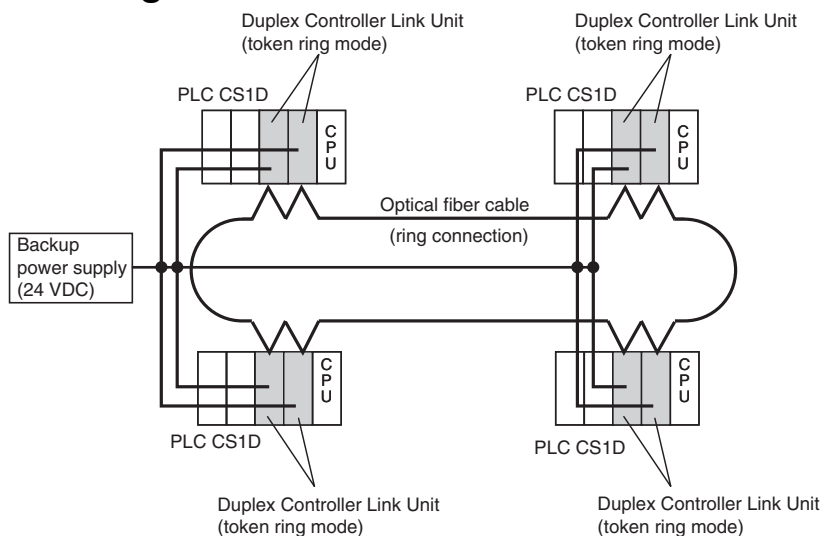 Duplex Controller Link Unit
(token ring mode)
Duplex Controller Link Unit
(token ring mode)
PLC CS1D
PLC CS1D
C
P
U
C
P
U
Optical fiber cable
(ring connection)
Backup
power supply
(24 VDC)
C
P
U
C
P
U
PLC CS1D
PLC CS1D
Duplex Controller Link Unit
(token ring mode)
Duplex Controller Link Unit
(token ring mode)